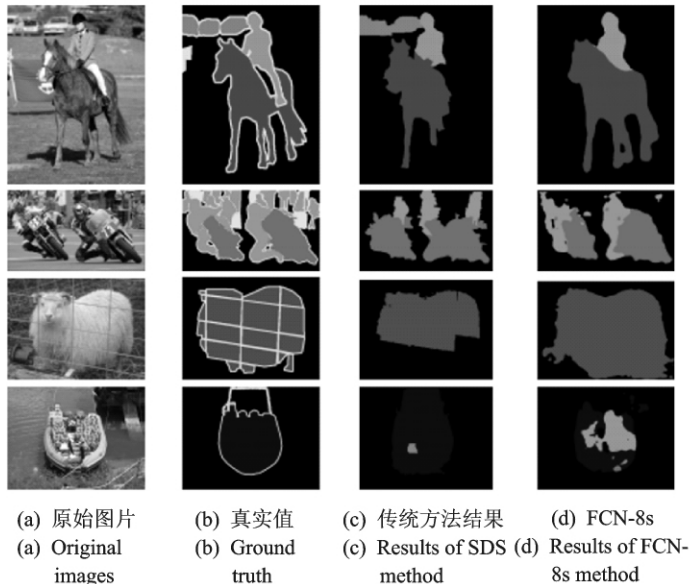 (a) 原始图片
(b) 真实值
(c) 传统方法结果
(d) FCN-8s
(a) Original
images
(b) Ground
truth
(c) Results of SDS
method
(d) Results of FCN-
8s method